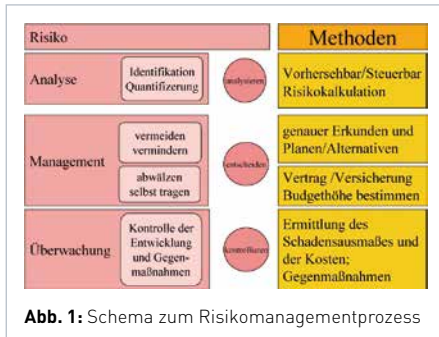 Risiko
Methoden
Analyse
Identifikation
Quantifizerung
analysieren
Vorhersehbar/Steuerbar
Risikokalkulation
Management
vermeiden
vermindern
abwälzen
selbst tragen
entscheiden
genauer Erkunden und
Planen/Alternativen
Vertrag /Versicherung
Budgethöhe bestimmen
Überwachung
Kontrolle der
Entwicklung
und Gegen-
maßnahmen
kontrollieren
Ermittlung des
Schadensausmaßes und
der Kosten;
Gegenmaßnahmen
Abb. 1: Schema zum Risikomanagementprozess